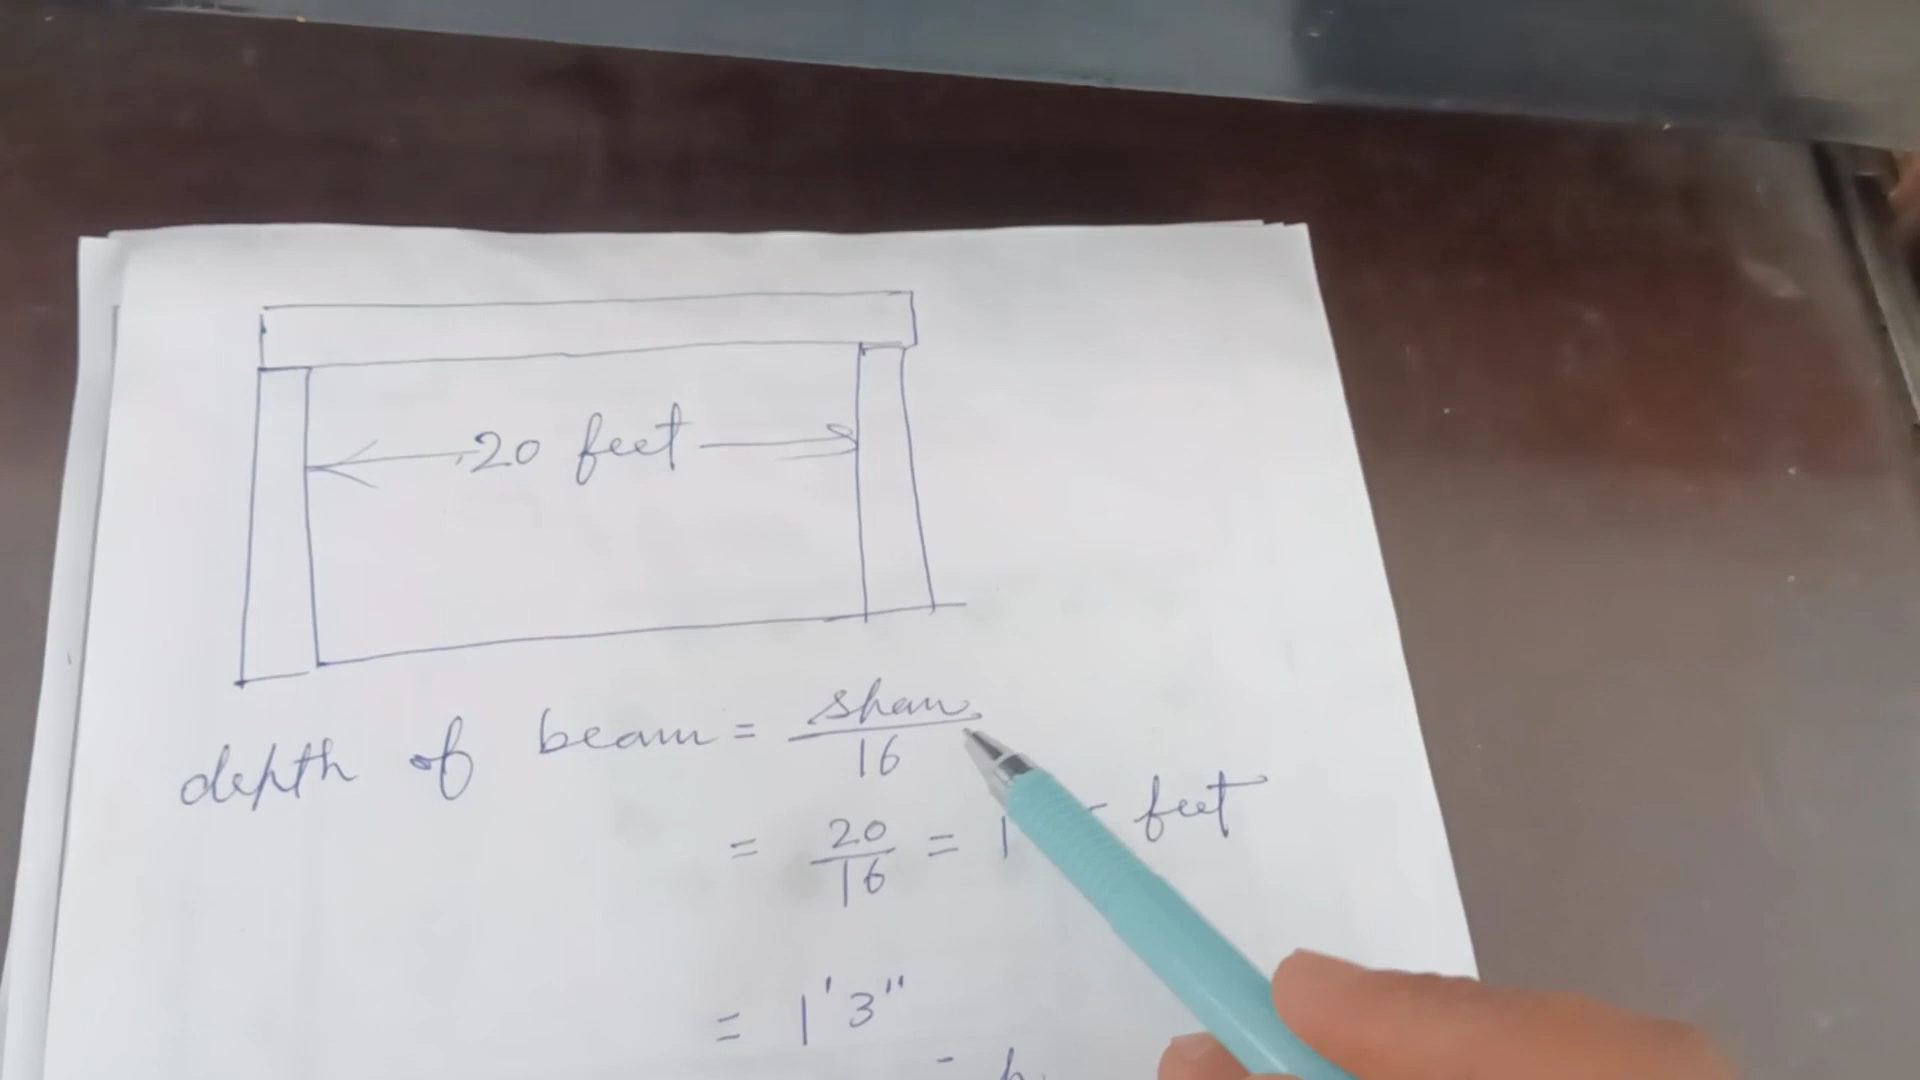 20 feet
depth of beam = span/16
= 20/16 = 1 feet
= 1'3"